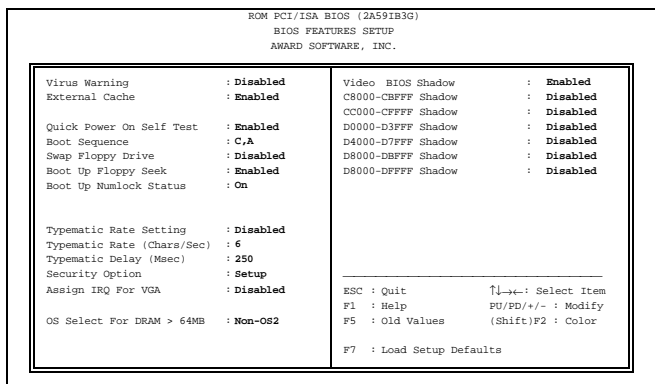 ROM PCI/ISA BIOS (2A59IB3G)
BIOS FEATURES SETUP
AWARD SOFTWARE, INC.
Virus Warning : Disabled
External Cache : Enabled
Quick Power On Self Test : Enabled
Boot Sequence : C,A
Swap Floppy Drive : Disabled
Boot Up Floppy Seek : Enabled
Boot Up Numlock Status : On
Typematic Rate Setting : Disabled
Typematic Rate (Chars/Sec) : 6
Typematic Delay (Msec) : 250
Security Option : Setup
Assign IRQ For VGA : Disabled
OS Select For DRAM > 64MB : Non-OS2
Video BIOS Shadow : Enabled
C8000-CBFFF Shadow : Disabled
CC000-CFFFF Shadow : Disabled
D0000-D3FFF Shadow : Disabled
D4000-D7FFF Shadow : Disabled
D8000-DBFFF Shadow : Disabled
D8000-DFFFF Shadow : Disabled
ESC : Quit ↑↓→←: Select Item
F1 : Help PU/PD/+/- : Modify
F5 : Old Values (Shift)F2 : Color
F7 : Load Setup Defaults